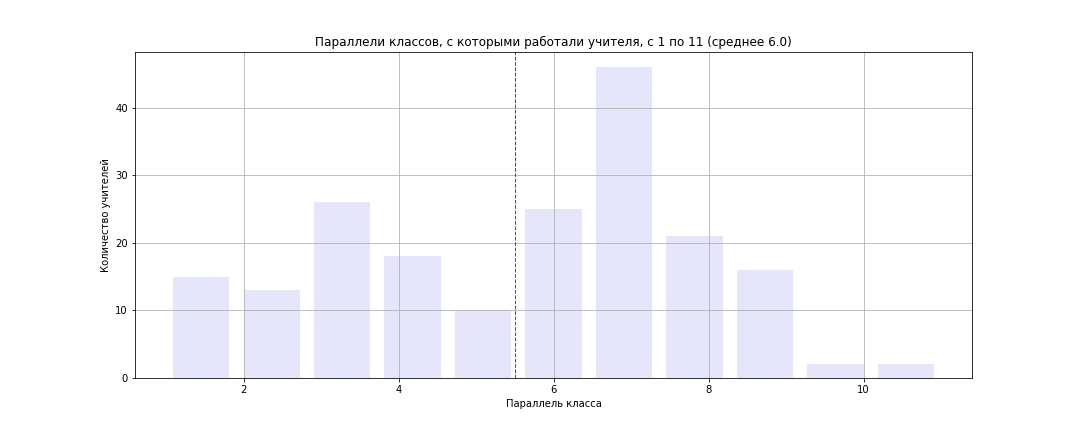 Параллели классов, с которыми работали учителя, с 1 по 11 (среднее 6.0)
Количество учителей
40
30
20
10
0
2 4 6 8 10
Параллель класса